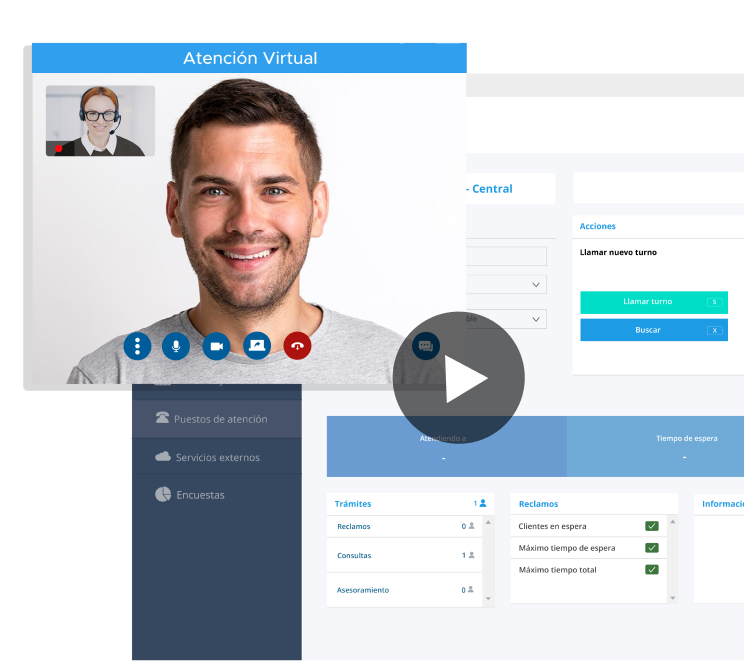 Atención Virtual
- Central
Acciones
Llamar nuevo turno
Llamar turno S
Buscar X
Puestos de atención
Servicios externos
Encuestas
Atendiendo a
-
Tiempo de espera
-
Trámites 1
Reclamos 0
Consultas 1
Asesoramiento 0
Reclamos
Clientes en espera
Máximo tiempo de espera
Máximo tiempo total